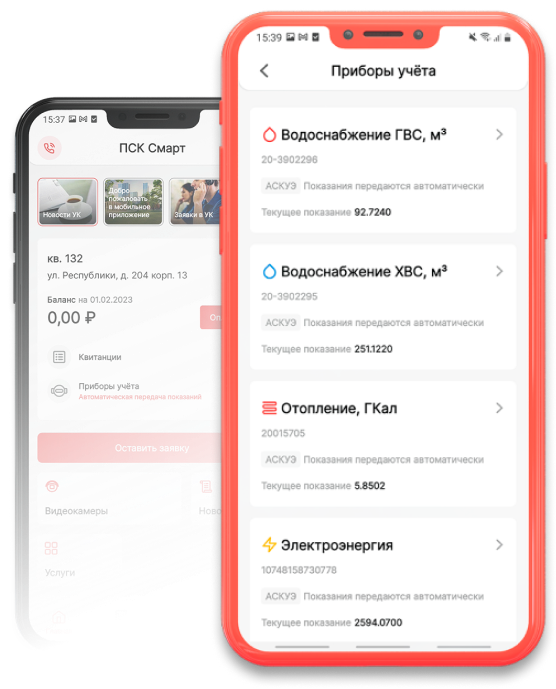 15:37
ПСК Смарт
Новости УК
Добро
пожаловать
в мобильное
приложение
Заявки в УК
кв. 132
ул. Республики, д. 204 корп. 13
Баланс на 01.02.2023
0,00 ₽
Оп
Квитанции
Приборы учёта
Автоматическая передача показаний
Оставить заявку
Видеокамеры
Ново
Услуги
15:39
Приборы учёта
Водоснабжение ГВС, м³
20-3902296
АСКУЭ Показания передаются автоматически
Текущее показание 92.7240
Водоснабжение ХВС, м³
20-3902295
АСКУЭ Показания передаются автоматически
Текущее показание 251.1220
Отопление, ГКал
20015705
АСКУЭ Показания передаются автоматически
Текущее показание 5.8502
Электроэнергия
10748158730778
АСКУЭ Показания передаются автоматически
Текущее показание 2594.0700